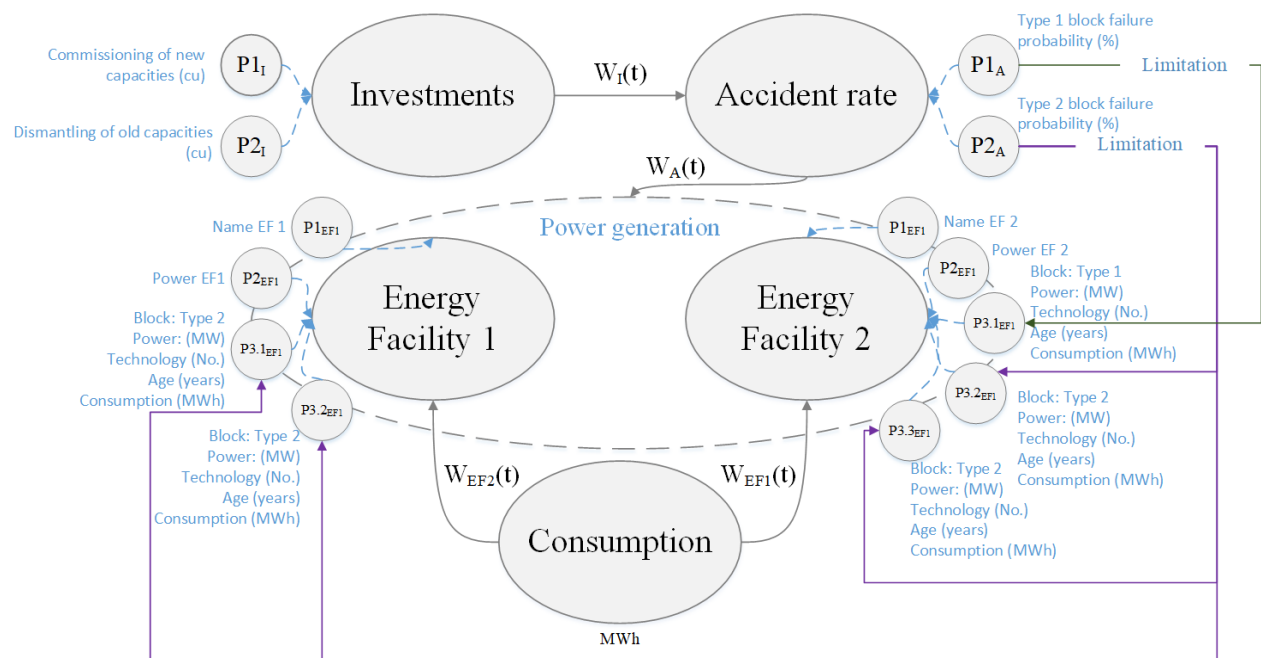 Commissioning of new
capacities (cu)
P1I
Investments
WI(t)
Accident rate
P1A
Type 1 block failure
probability (%)
Limitation
Dismantling of old capacities
(cu)
P2I
P2A
Type 2 block failure
probability (%)
Limitation
WA(t)
Power generation
Name EF 1
P1EF1
Power EF1
P2EF1
Block: Type 2
Power: (MW)
Technology (No.)
Age (years)
Consumption (MWh)
P3.1EF1
Block: Type 2
Power: (MW)
Technology (No.)
Age (years)
Consumption (MWh)
P3.2EF1
Energy
Facility 1
Energy
Facility 2
P1EF1
Name EF 2
P2EF1
Power EF 2
P3.1EF1
Block: Type 1
Power: (MW)
Technology (No.)
Age (years)
Consumption (MWh)
P3.2EF1
Block: Type 2
Power: (MW)
Technology (No.)
Age (years)
Consumption (MWh)
P3.3EF1
Block: Type 2
Power: (MW)
Technology (No.)
Age (years)
Consumption (MWh)
WEF2(t)
WEF1(t)
Consumption
MWh